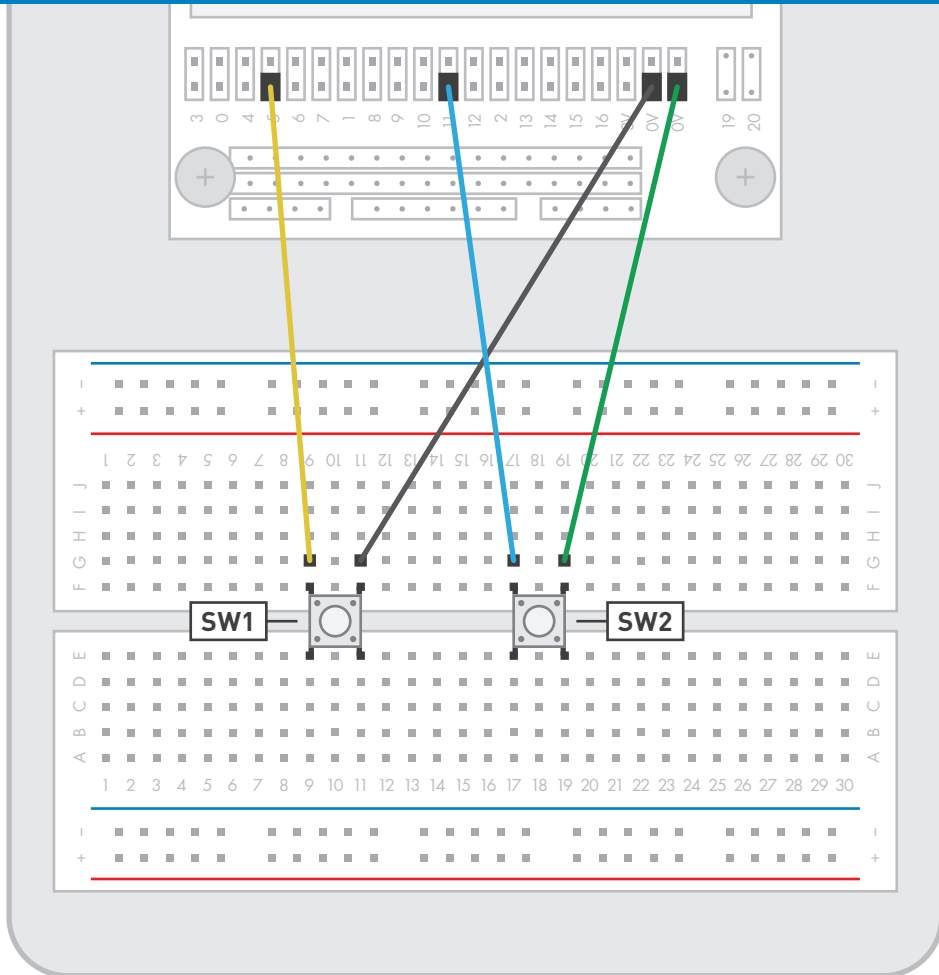 3 0 4 5 6 7 1 8 9 10 11 12 2 13 14 15 16 3V 0V 0V 19 20
- -
+ +
1 2 3 4 5 6 7 8 9 10 11 12 13 14 15 16 17 18 19 20 21 22 23 24 25 26 27 28 29 30
J J
I I
H H
G G
F F
SW1 SW2
E E
D D
C C
B B
A A
1 2 3 4 5 6 7 8 9 10 11 12 13 14 15 16 17 18 19 20 21 22 23 24 25 26 27 28 29 30
- -
+ +